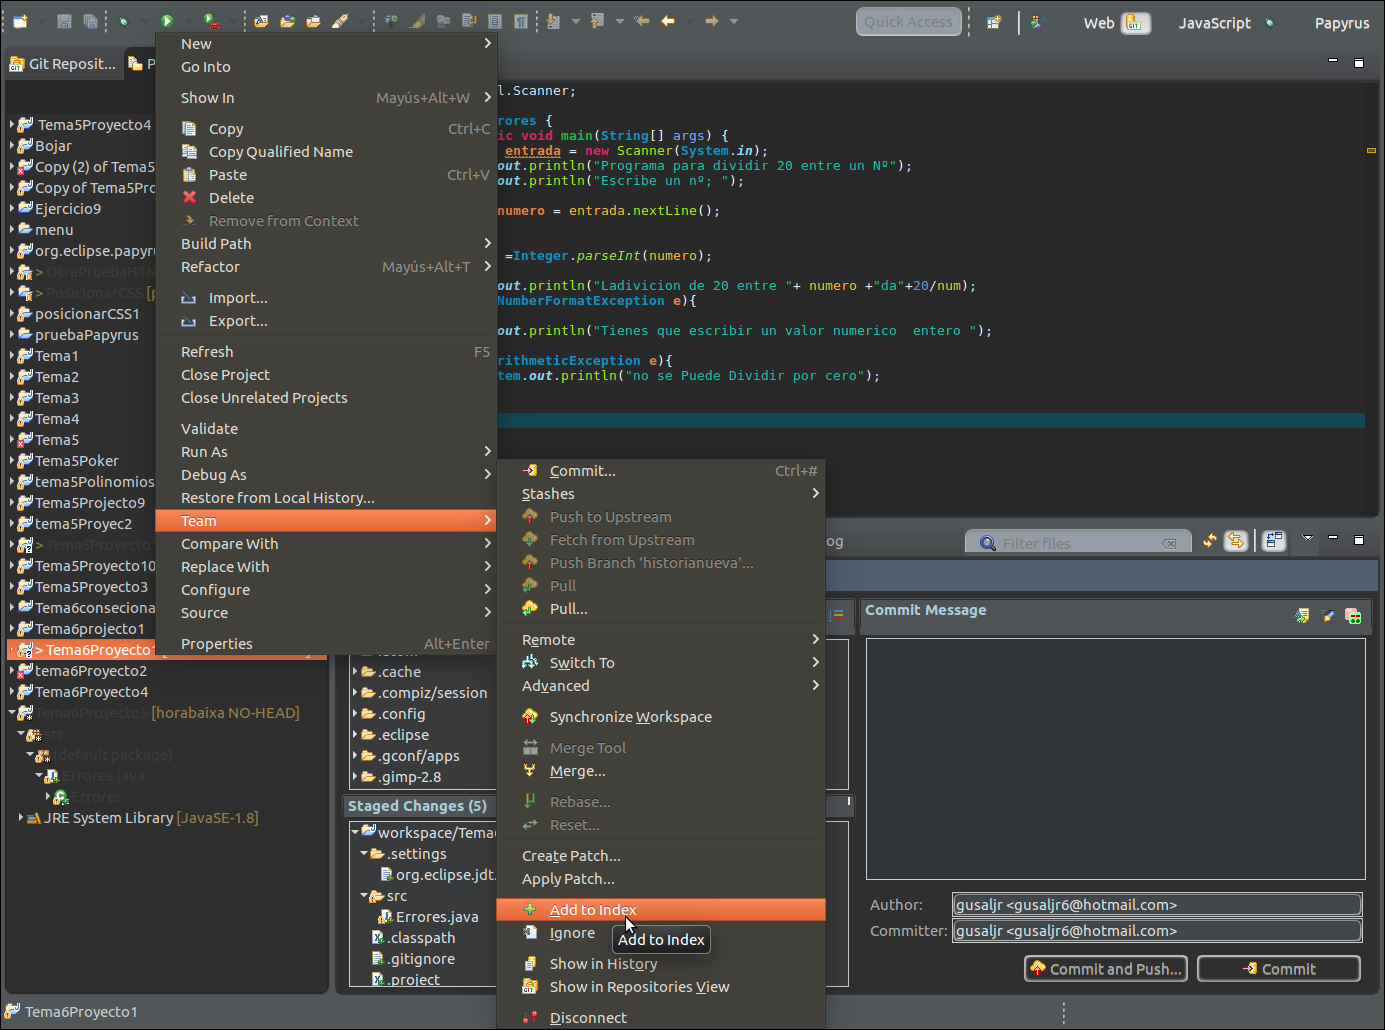 Quick Access
Web
JavaScript
Papyrus
Git Reposit...
P
Tema5Proyecto4
Bojar
Copy (2) of Tema5
Copy of Tema5Prc
Ejercicio9
menu
org.eclipse.papyru
> OtraPruebaHTM
> PosicionarCSS [p
posicionarCSS1
pruebaPapyrus
Tema1
Tema2
Tema3
Tema4
Tema5
Tema5Poker
tema5Polinomios
Tema5Projecto9
tema5Proyec2
> Tema5Proyecto
Tema5Proyecto10
Tema5Proyecto3
Tema6conseciona
Tema6projecto1
> Tema6Proyecto1
tema6Proyecto2
Tema6Proyecto4
Tema6Proyecto5 [horabaixa NO-HEAD]
src
(default package)
Errores.java
Errores
JRE System Library [JavaSE-1.8]
New
Go Into
Show In Mayús+Alt+W
Copy Ctrl+C
Copy Qualified Name
Paste Ctrl+V
Delete
Remove from Context
Build Path
Refactor Mayús+Alt+T
Import...
Export...
Refresh F5
Close Project
Close Unrelated Projects
Validate
Run As
Debug As
Restore from Local History...
Team
Compare With
Replace With
Configure
Source
Properties Alt+Enter
l.Scanner;
rores {
ic void main(String[] args) {
entrada = new Scanner(System.in);
out.println("Programa para dividir 20 entre un Nº");
out.println("Escribe un nº; ");
numero = entrada.nextLine();
=Integer.parseInt(numero);
out.println("Ladivicion de 20 entre "+ numero +"da"+20/num);
NumberFormatException e){
out.println("Tienes que escribir un valor numerico  entero ");
rithmeticException e){
tem.out.println("no se Puede Dividir por cero");
Commit... Ctrl+#
Stashes
Push to Upstream
Fetch from Upstream
Push Branch 'historianueva'...
Pull
Pull...
Remote
Switch To
Advanced
Synchronize Workspace
Merge Tool
Merge...
Rebase...
Reset...
Create Patch...
Apply Patch...
Add to Index
Ignore
Add to Index
Show in History
Show in Repositories View
Disconnect
og
Filter files
.cache
.compiz/session
.config
.eclipse
.gconf/apps
.gimp-2.8
Staged Changes (5)
workspace/Tema
.settings
org.eclipse.jdt.
src
Errores.java
.classpath
.gitignore
.project
Commit Message
Author: gusaljr <gusaljr6@hotmail.com>
Committer: gusaljr <gusaljr6@hotmail.com>
Commit and Push...
Commit
Tema6Proyecto1